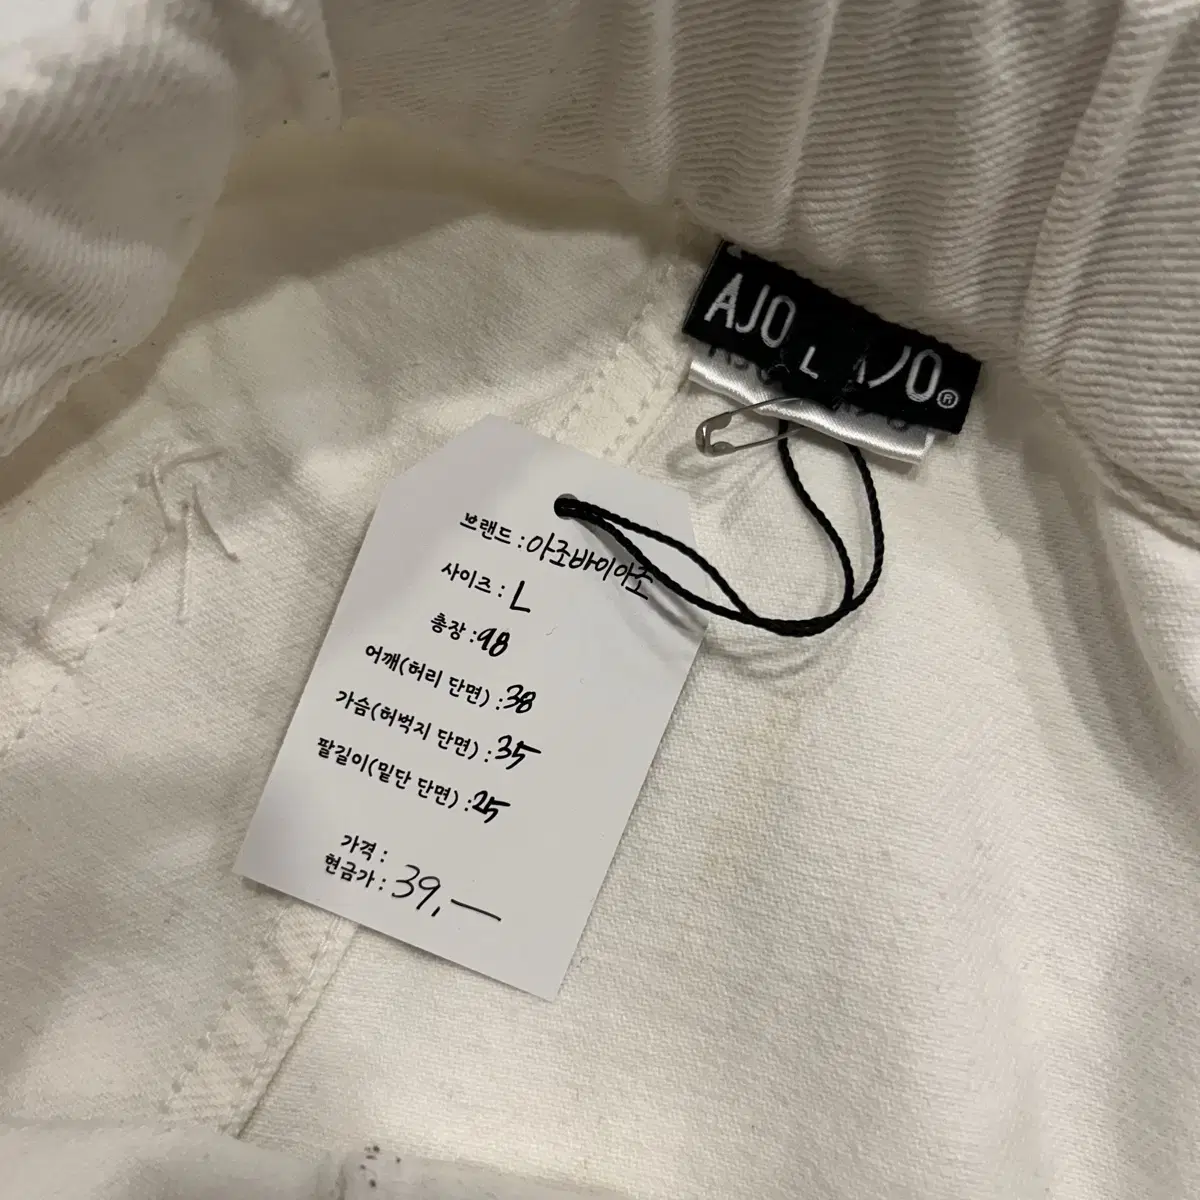 AJO
L
AJO®
브랜드 : 아조바이아조
사이즈 : L
총장 : 98
어깨(허리 단면) : 38
가슴(허벅지 단면) : 35
팔길이(밑단 단면) : 25
가격 :
현금가 : 39,—